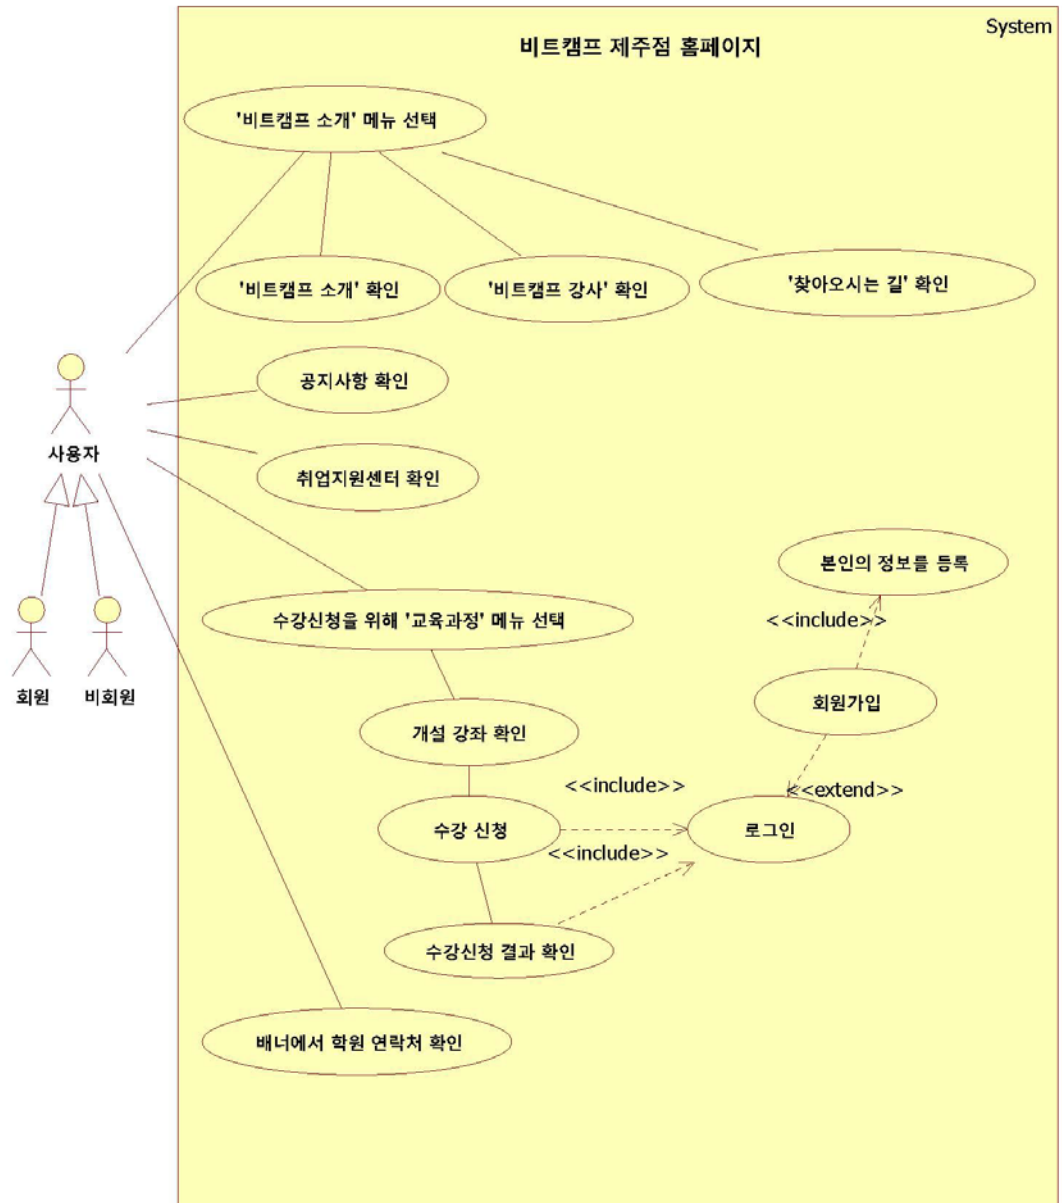 System
비트캠프 제주점 홈페이지
'비트캠프 소개' 메뉴 선택
'비트캠프 소개' 확인
'비트캠프 강사' 확인
'찾아오시는 길' 확인
공지사항 확인
사용자
취업지원센터 확인
본인의 정보를 등록
<<include>>
수강신청을 위해 '교육과정' 메뉴 선택
회원
비회원
회원가입
개설 강좌 확인
<<include>>
<<extend>>
수강 신청
로그인
<<include>>
수강신청 결과 확인
배너에서 학원 연락처 확인